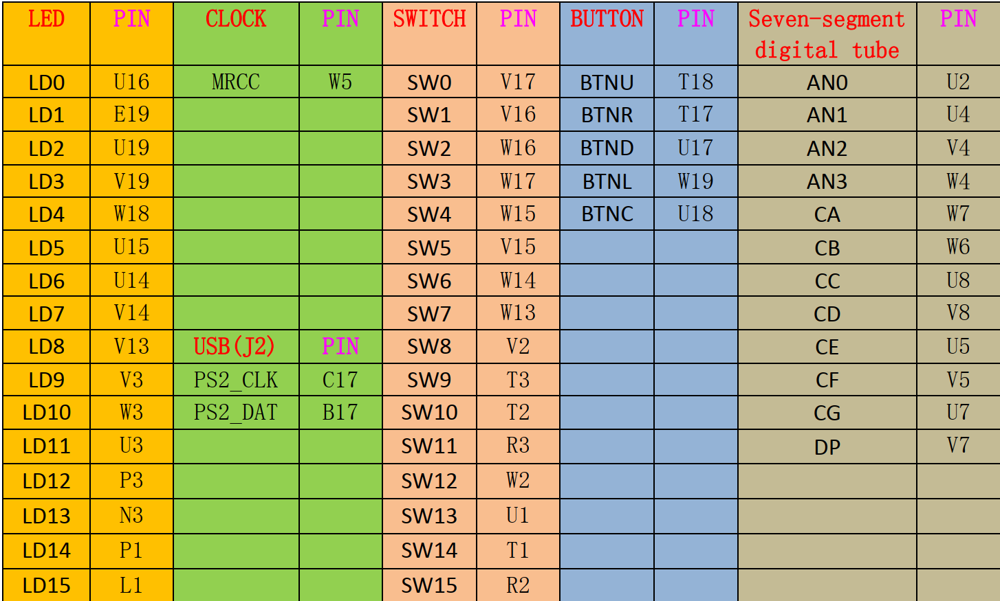 LED PIN CLOCK PIN SWITCH PIN BUTTON PIN Seven-segment PIN
digital tube
LD0 U16 MRCC W5 SW0 V17 BTNU T18 AN0 U2
LD1 E19 SW1 V16 BTNR T17 AN1 U4
LD2 U19 SW2 W16 BTND U17 AN2 V4
LD3 V19 SW3 W17 BTNL W19 AN3 W4
LD4 W18 SW4 W15 BTNC U18 CA W7
LD5 U15 SW5 V15 CB W6
LD6 U14 SW6 W14 CC U8
LD7 V14 SW7 W13 CD V8
LD8 V13 USB(J2) PIN SW8 V2 CE U5
LD9 V3 PS2_CLK C17 SW9 T3 CF V5
LD10 W3 PS2_DAT B17 SW10 T2 CG U7
LD11 U3 SW11 R3 DP V7
LD12 P3 SW12 W2
LD13 N3 SW13 U1
LD14 P1 SW14 T1
LD15 L1 SW15 R2